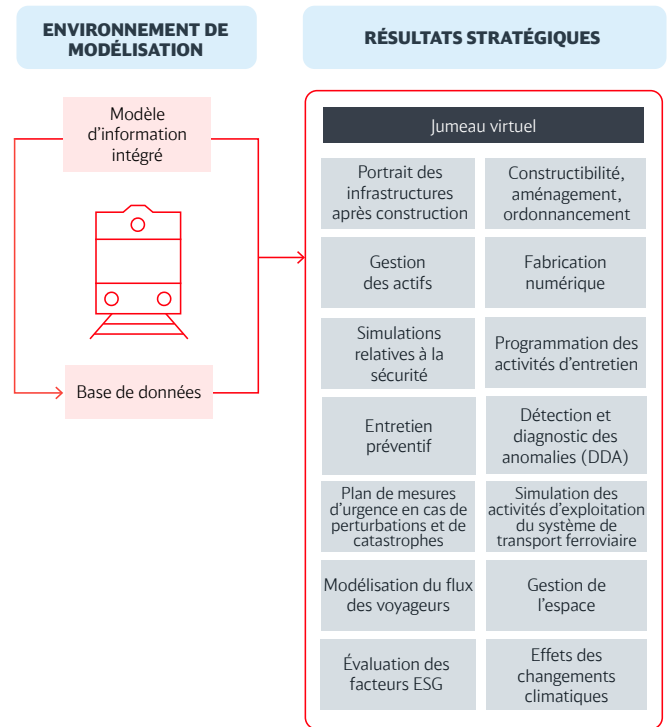 ENVIRONNEMENT DE
MODÉLISATION
RÉSULTATS STRATÉGIQUES
Modèle
d'information
intégré
Base de données
Jumeau virtuel
Portrait des
infrastructures
après construction
Constructibilité,
aménagement,
ordonnancement
Gestion
des actifs
Fabrication
numérique
Simulations
relatives à la
sécurité
Programmation des
activités d'entretien
Entretien
préventif
Détection et
diagnostic des
anomalies (DDA)
Plan de mesures
d'urgence en cas de
perturbations et de
catastrophes
Simulation des
activités d'exploitation
du système de
transport ferroviaire
Modélisation du flux
des voyageurs
Gestion de
l'espace
Évaluation des
facteurs ESG
Effets des
changements
climatiques